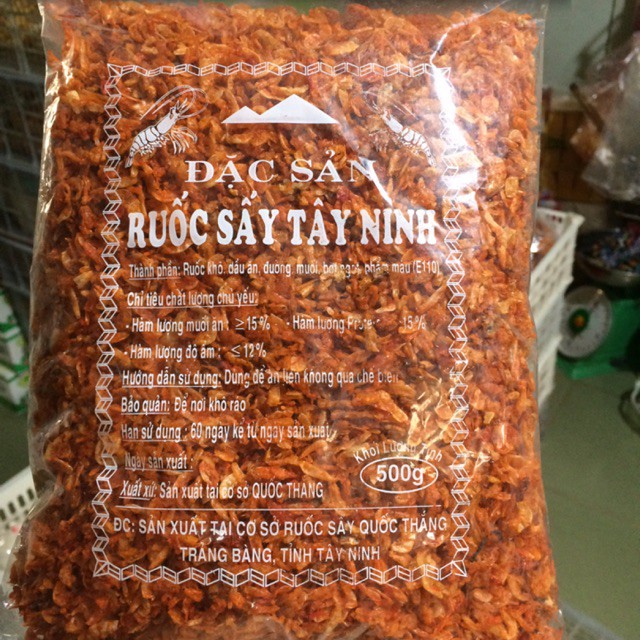 ĐẶC SẢN
RUỐC SẤY TÂY NINH
Thành phần: Ruốc khô, dầu ăn, đường, muối, bột ngọt, phẩm màu (E110)
Chỉ tiêu chất lượng chủ yếu:
- Hàm lượng muối ăn : ≥15% - Hàm lượng 15%
- Hàm lượng độ ẩm : ≤12%
Hướng dẫn sử dụng: Dùng để ăn liền không qua chế biến
Bảo quản: Để nơi khô ráo
Hạn sử dụng : 60 ngày kể từ ngày sản xuất
Ngày sản xuất :
Khối Lượng Tịnh
500g
Xuất xứ: Sản xuất tại cơ sở QUỐC THẮNG
ĐC: SẢN XUẤT TẠI CƠ SỞ RUỐC SẤY QUỐC THẮNG
TRẢNG BÀNG, TỈNH TÂY NINH